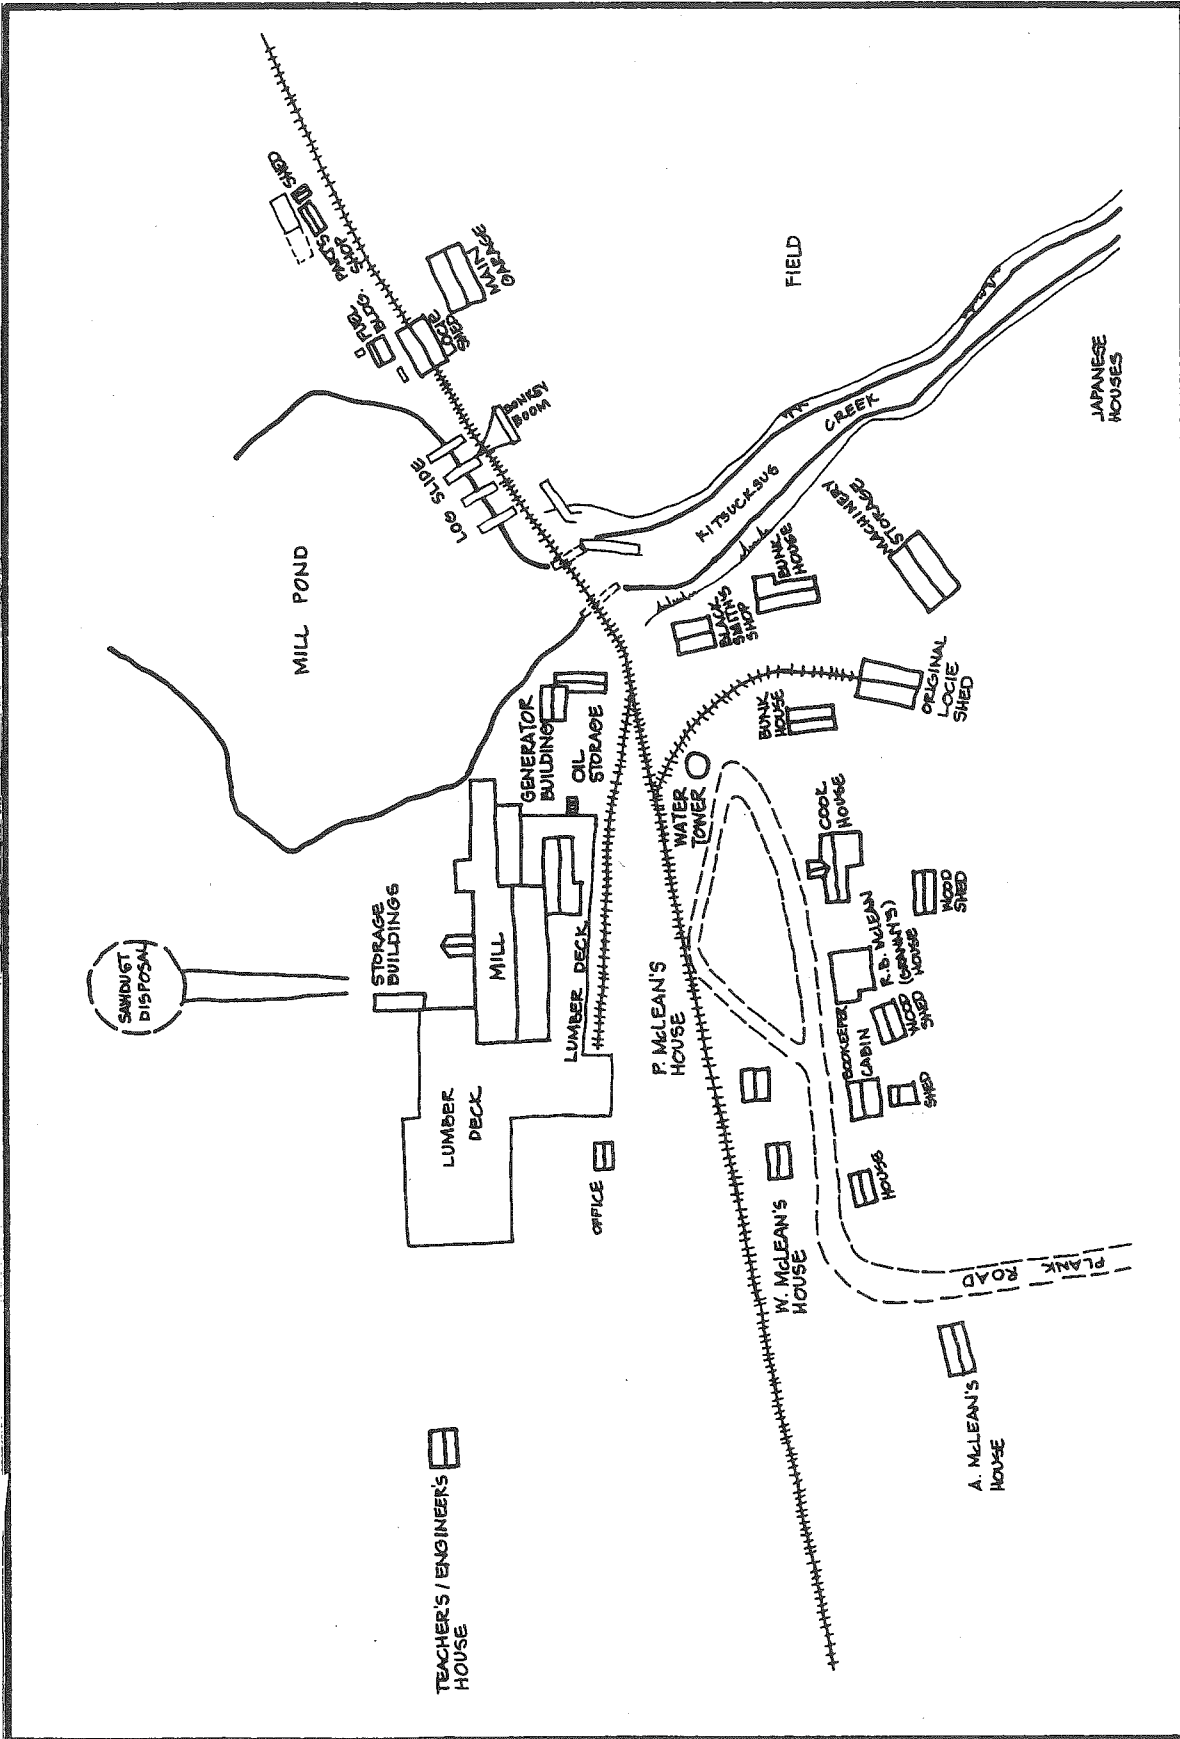 SAWDUST
DISPOSAL
MILL POND
STORAGE
BUILDINGS
MILL
LUMBER
DECK
LUMBER DECK
GENERATOR
BUILDING
OIL
STORAGE
OFFICE
TEACHER'S / ENGINEER'S
HOUSE
LOG SLIDE
DONKEY
BOOM
FUEL
BLDG.
LOCIE
SHED
PARTS
SHOP
SHED
MAIN
GARAGE
FIELD
KITSUCKSUS
CREEK
JAPANESE
HOUSES
MACHINERY
STORAGE
BUNK
HOUSE
BLACK
SMITH'S
SHOP
ORIGINAL
LOCIE
SHED
BUNK
HOUSE
WATER
TOWER
COOK
HOUSE
WOOD
SHED
R.B. McLEAN
(GRANNY'S)
HOUSE
WOOD
SHED
BOOKEEPER
CABIN
SHED
HOUSE
P. McLEAN'S
HOUSE
W. McLEAN'S
HOUSE
PLANK
ROAD
A. McLEAN'S
HOUSE